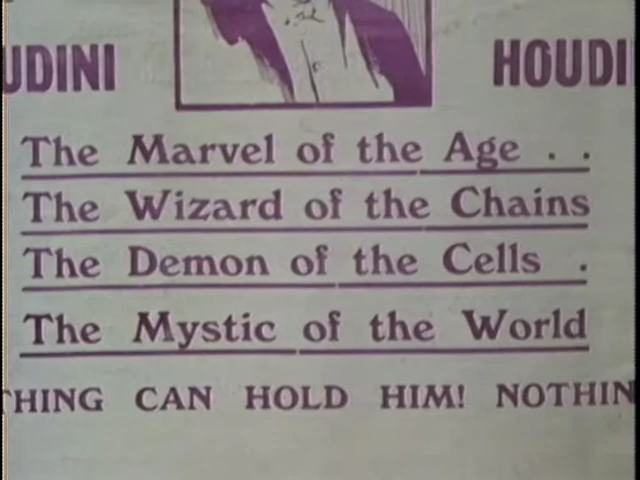 UDINI HOUDI
The Marvel of the Age . .
The Wizard of the Chains
The Demon of the Cells .
The Mystic of the World
THING CAN HOLD HIM! NOTHIN